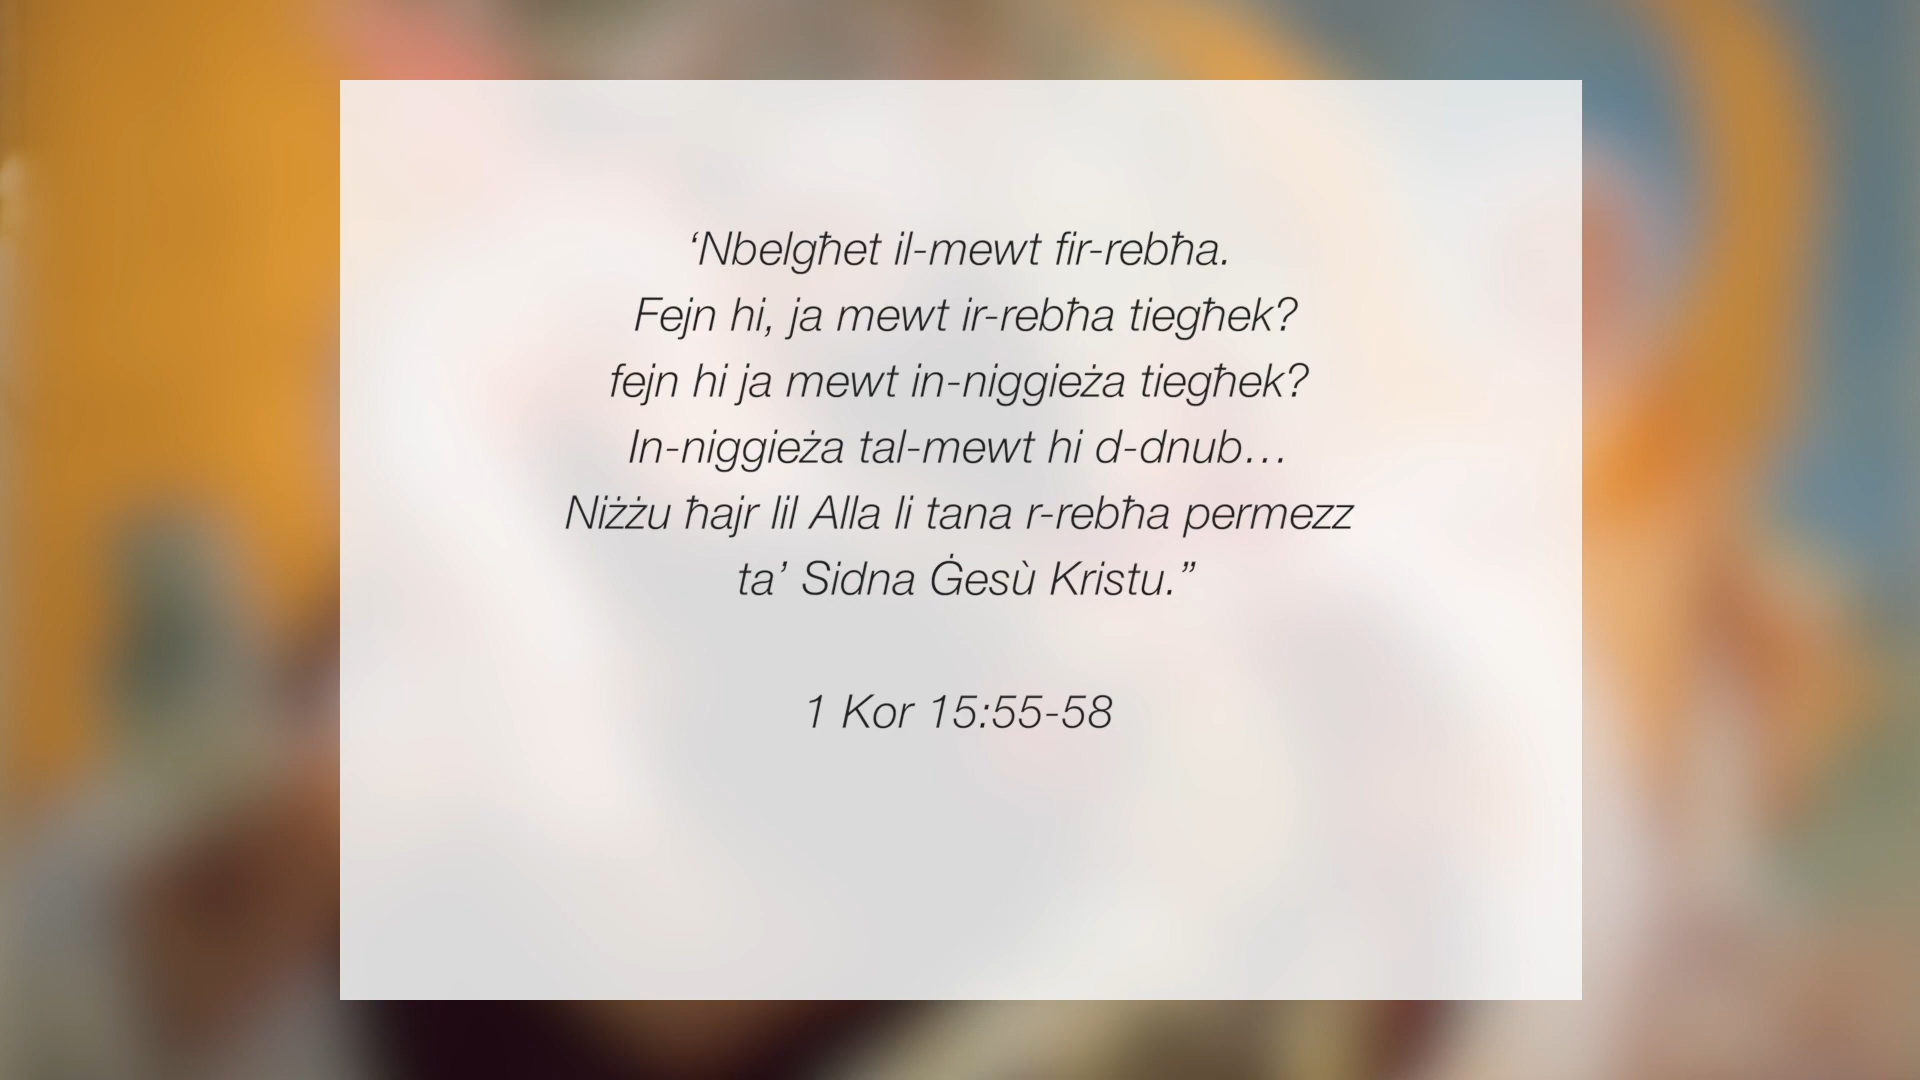 ‘Nbelgħet il-mewt fir-rebħa.
Fejn hi, ja mewt ir-rebħa tiegħek?
fejn hi ja mewt in-niggieża tiegħek?
In-niggieża tal-mewt hi d-dnub…
Niżżu ħajr lil Alla li tana r-rebħa permezz
ta’ Sidna Ġesù Kristu.”
1 Kor 15:55-58